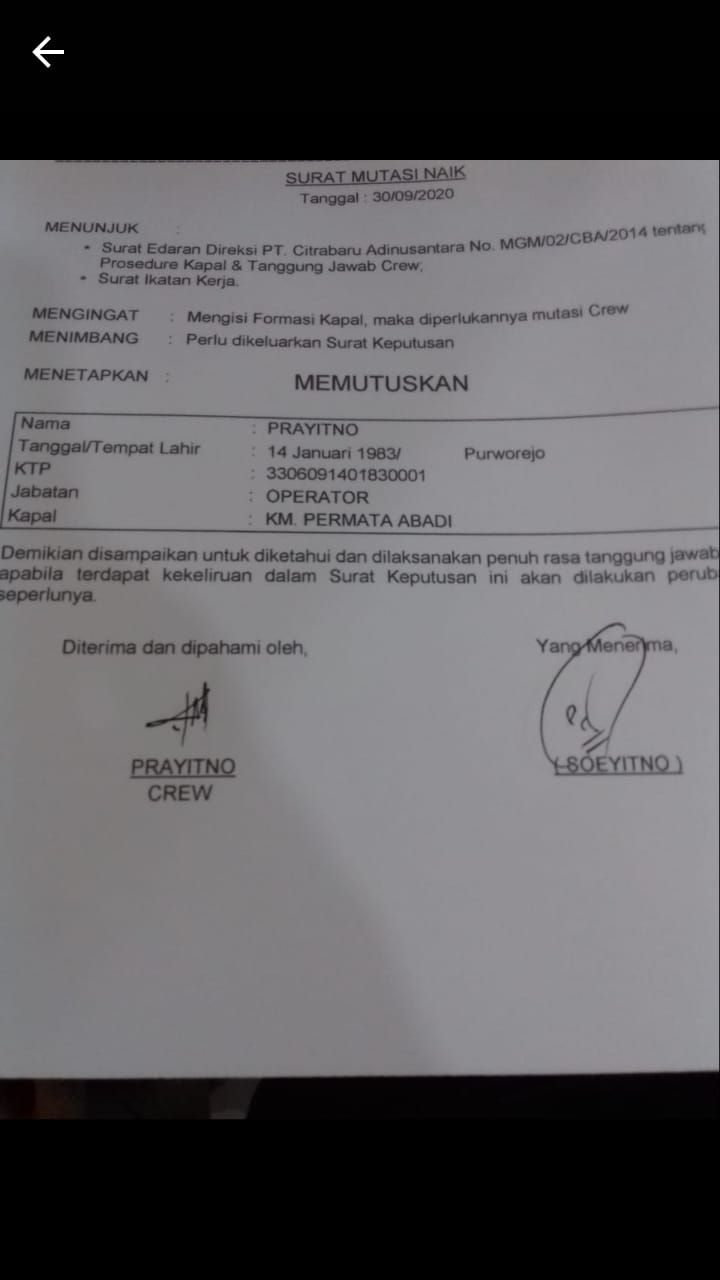 SURAT MUTASI NAIK
Tanggal : 30/09/2020
MENUNJUK :
• Surat Edaran Direksi PT. Citrabaru Adinusantara No. MGM/02/CBA/2014 tentang
Prosedure Kapal & Tanggung Jawab Crew;
• Surat Ikatan Kerja.
MENGINGAT : Mengisi Formasi Kapal, maka diperlukannya mutasi Crew
MENIMBANG : Perlu dikeluarkan Surat Keputusan
MENETAPKAN :
MEMUTUSKAN
Nama : PRAYITNO
Tanggal/Tempat Lahir : 14 Januari 1983/ Purworejo
KTP : 3306091401830001
Jabatan : OPERATOR
Kapal : KM. PERMATA ABADI
Demikian disampaikan untuk diketahui dan dilaksanakan penuh rasa tanggung jawab
apabila terdapat kekeliruan dalam Surat Keputusan ini akan dilakukan perub
seperlunya.
Diterima dan dipahami oleh, Yang Menerima,
PRAYITNO ( SOEYITNO )
CREW